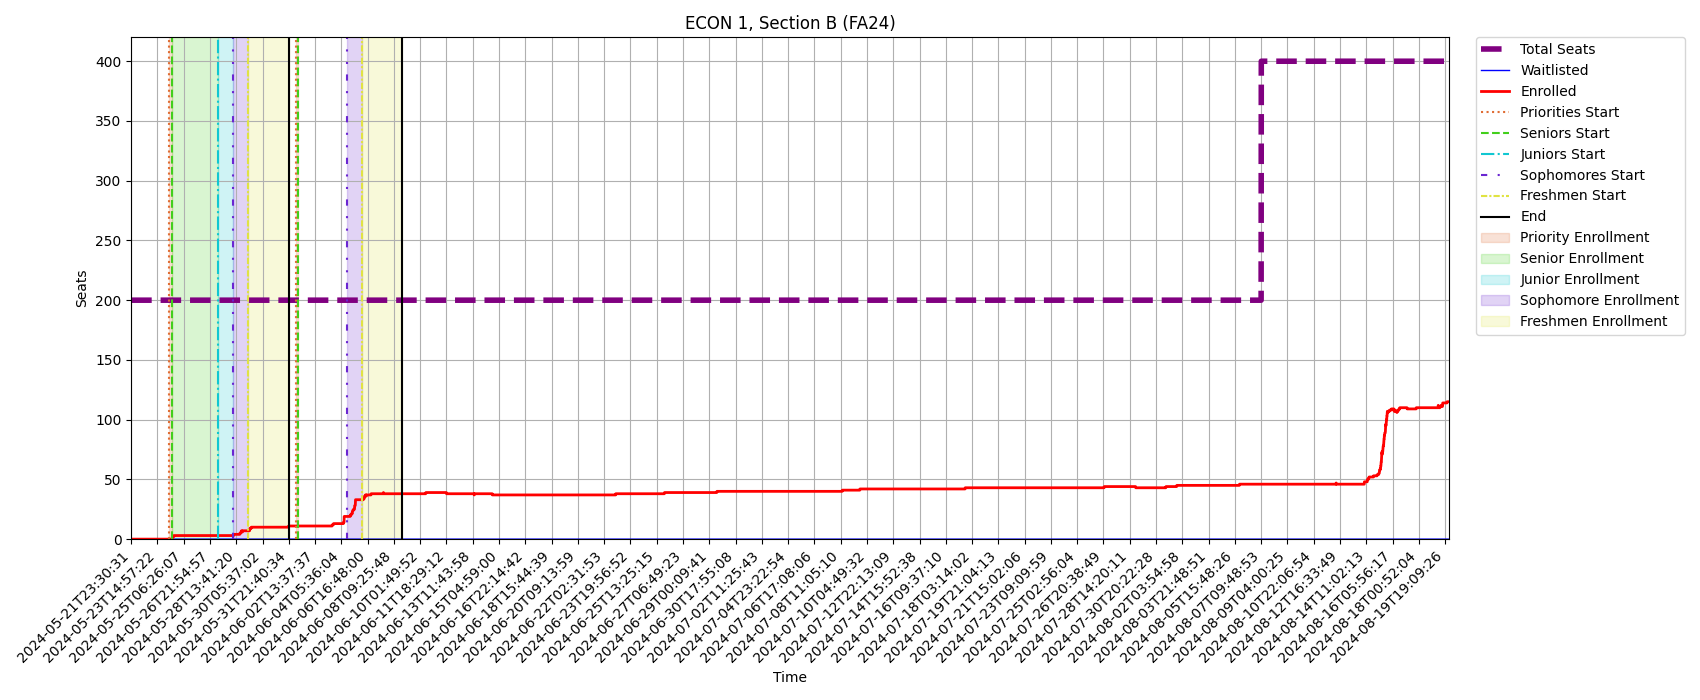 ECON 1, Section B (FA24)
Seats
400
350
300
250
200
150
100
50
0
2024-05-21T23:30:31
2024-05-23T14:57:22
2024-05-25T06:26:07
2024-05-26T21:54:57
2024-05-28T13:41:20
2024-05-30T05:37:02
2024-05-31T21:40:34
2024-06-02T13:37:37
2024-06-04T05:36:04
2024-06-06T16:48:00
2024-06-08T09:25:48
2024-06-10T01:49:52
2024-06-11T18:29:12
2024-06-13T11:43:58
2024-06-15T04:59:00
2024-06-16T22:14:42
2024-06-18T15:44:39
2024-06-20T09:13:59
2024-06-22T02:31:53
2024-06-23T19:56:52
2024-06-25T13:25:15
2024-06-27T06:49:23
2024-06-29T00:09:41
2024-06-30T17:55:08
2024-07-02T11:25:43
2024-07-04T23:22:54
2024-07-06T17:08:06
2024-07-08T11:05:10
2024-07-10T04:49:32
2024-07-12T22:13:09
2024-07-14T15:52:38
2024-07-16T09:37:10
2024-07-18T03:14:02
2024-07-19T21:04:13
2024-07-21T15:02:06
2024-07-23T09:09:59
2024-07-25T02:56:04
2024-07-26T20:38:49
2024-07-28T14:20:11
2024-07-30T20:22:28
2024-08-02T03:54:58
2024-08-03T21:48:51
2024-08-05T15:48:26
2024-08-07T09:48:53
2024-08-09T04:00:25
2024-08-10T22:06:54
2024-08-12T16:33:49
2024-08-14T11:02:13
2024-08-16T05:56:17
2024-08-18T00:52:04
2024-08-19T19:09:26
Time
Total Seats
Waitlisted
Enrolled
Priorities Start
Seniors Start
Juniors Start
Sophomores Start
Freshmen Start
End
Priority Enrollment
Senior Enrollment
Junior Enrollment
Sophomore Enrollment
Freshmen Enrollment